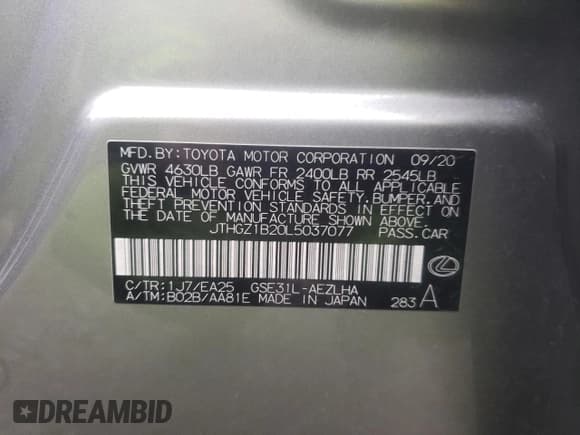 MFD. BY: TOYOTA MOTOR CORPORATION 09/20
GVWR 4630LB GAWR FR 2400LB RR 2545LB
THIS VEHICLE CONFORMS TO ALL APPLICABLE
FEDERAL MOTOR VEHICLE SAFETY, BUMPER, AND
THEFT PREVENTION STANDARDS IN EFFECT ON
THE DATE OF MANUFACTURE SHOWN ABOVE.
JTHGZ1B20L5037077 PASS. CAR
C/TR: 1J7/EA25 GSE31L-AEZLHA
A/TM: B02B/AA81E MADE IN JAPAN 283 A
DREAMBID